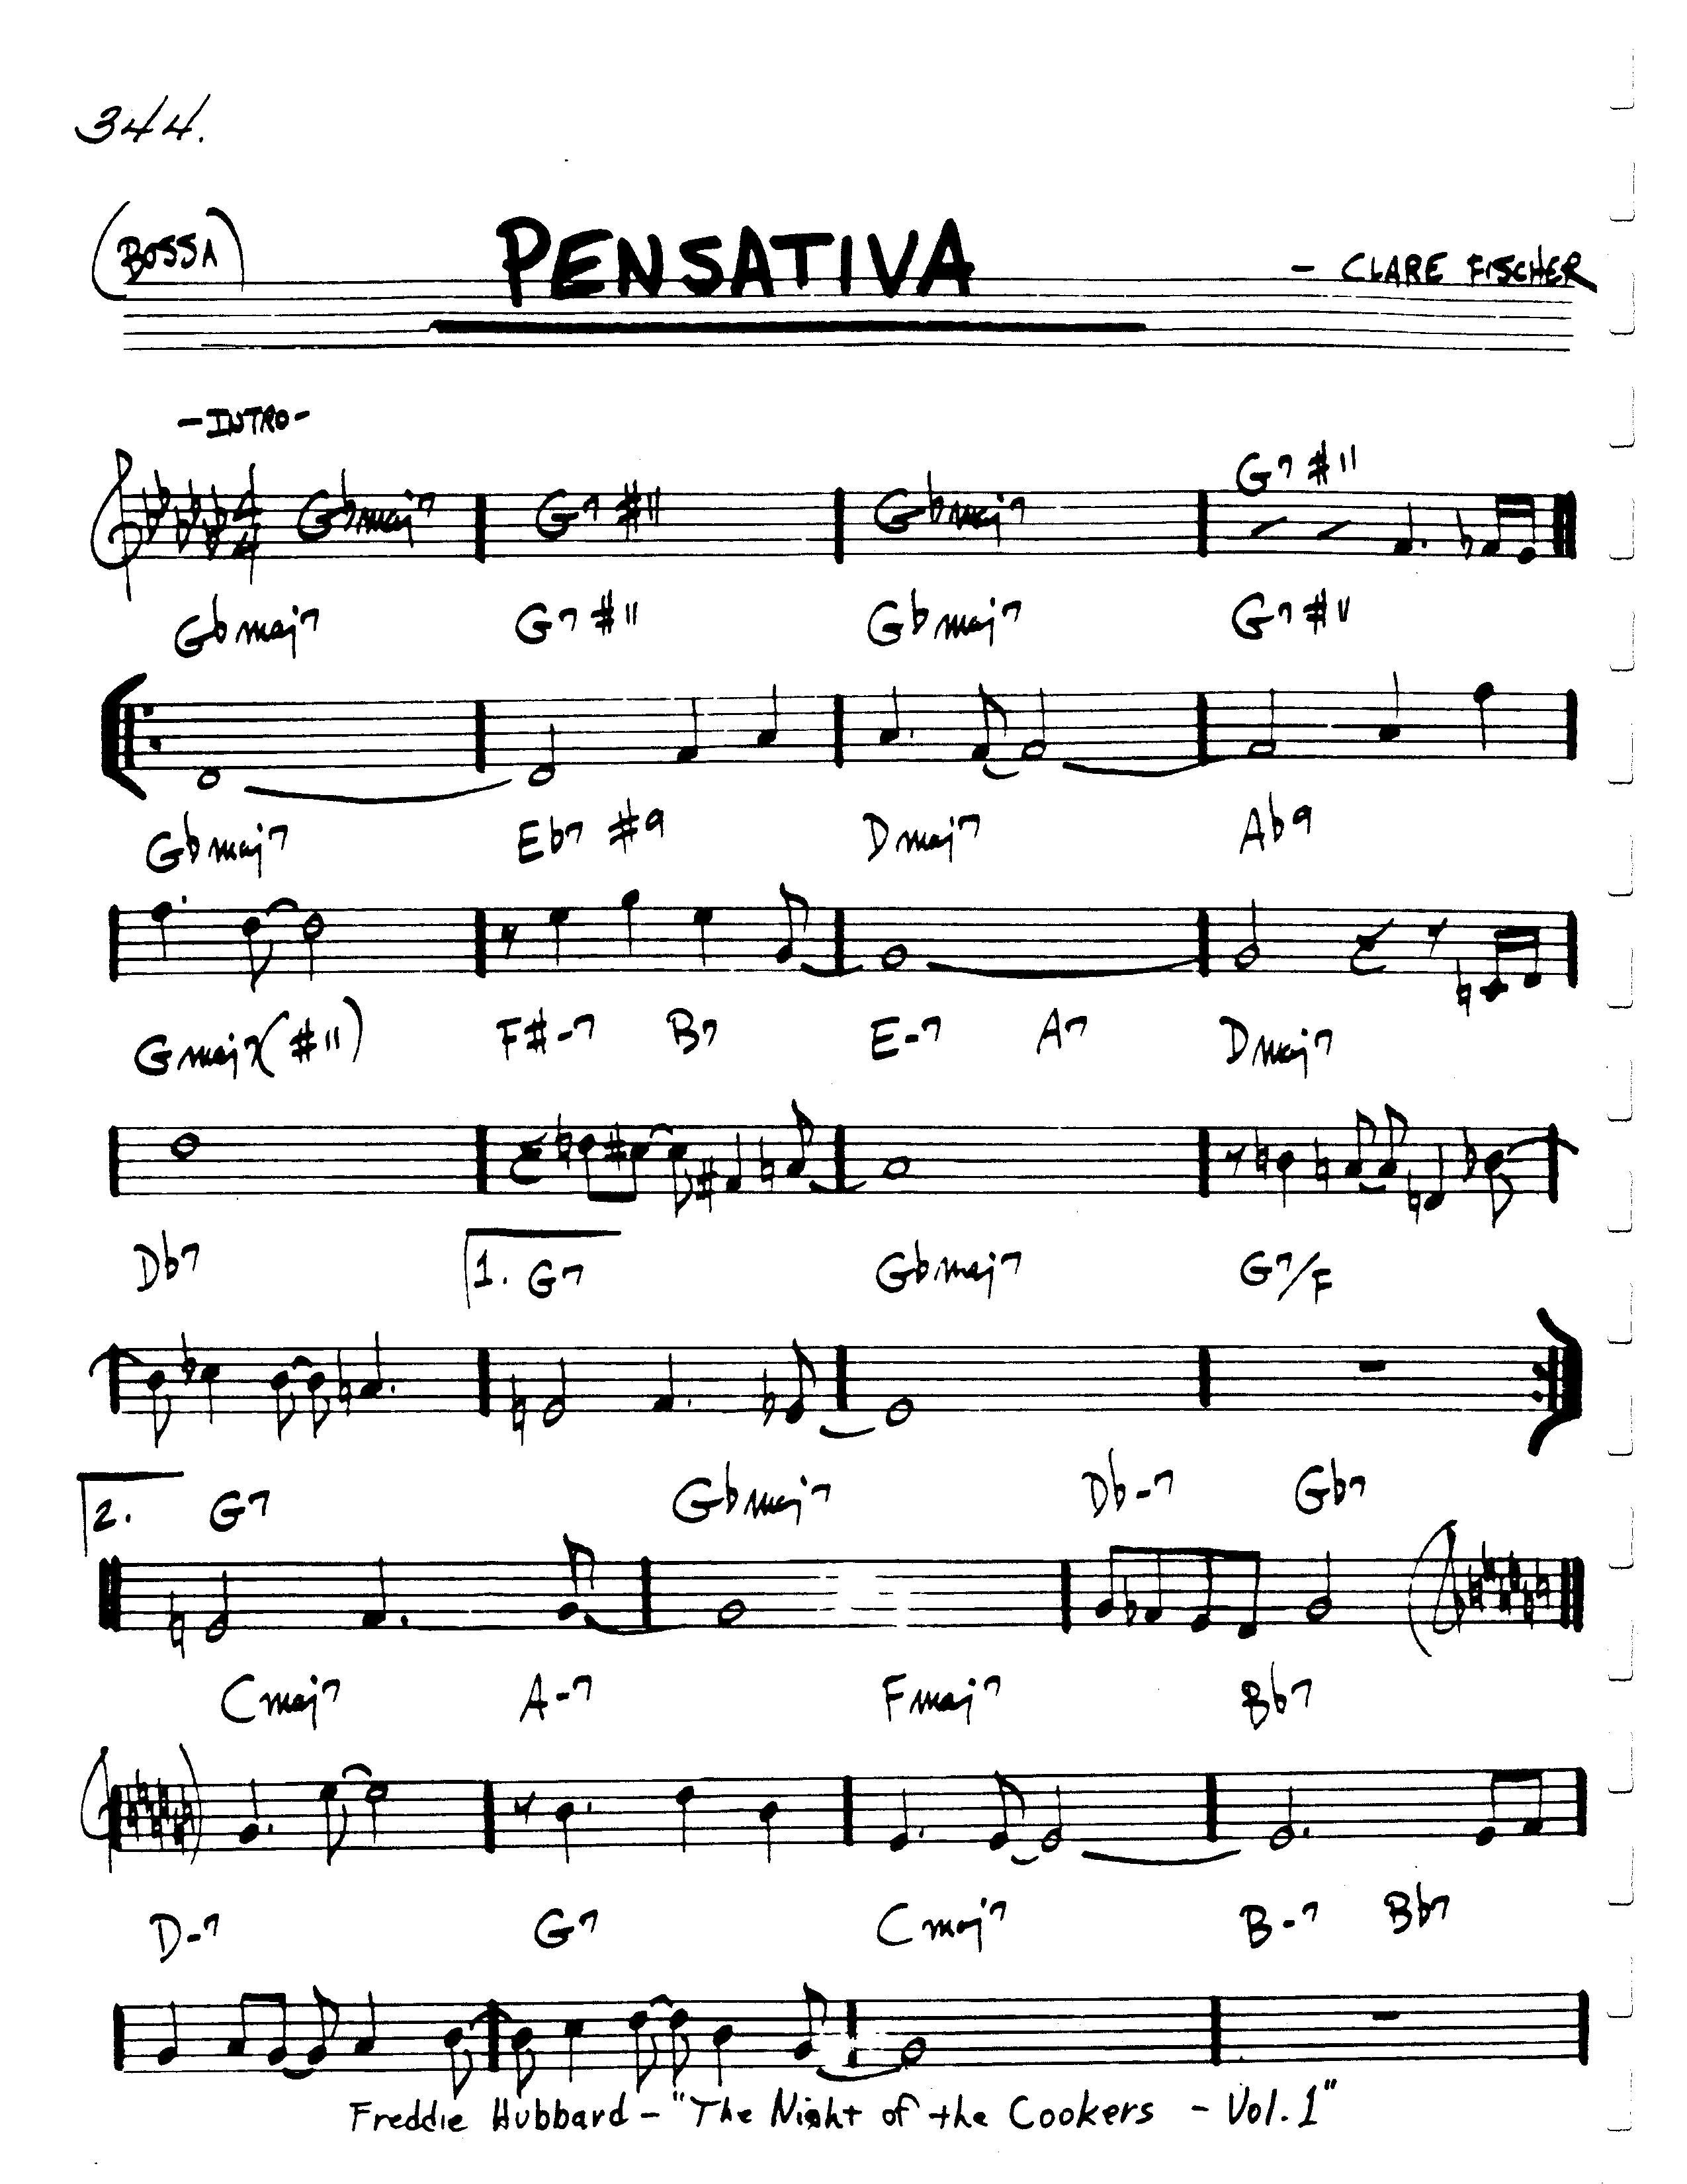 344.
(BOSSA) PENSATIVA - CLARE FISCHER
-INTRO-
4 4 Gbmaj7 G7 #11 Gbmaj7 G7 #11
Gbmaj7 G7 #11 Gbmaj7 G7 #11
Gbmaj7 Eb7 #9 Dmaj7 Ab9
Gmaj7(#11) F#-7 B7 E-7 A7 Dmaj7
Db7 1. G7 Gbmaj7 G7/F
2. G7 Gbmaj7 Db-7 Gb7
Cmaj7 A-7 Fmaj7 Bb7
D-7 G7 Cmaj7 B-7 Bb7
Freddie Hubbard - "The Night of the Cookers - Vol. 1"